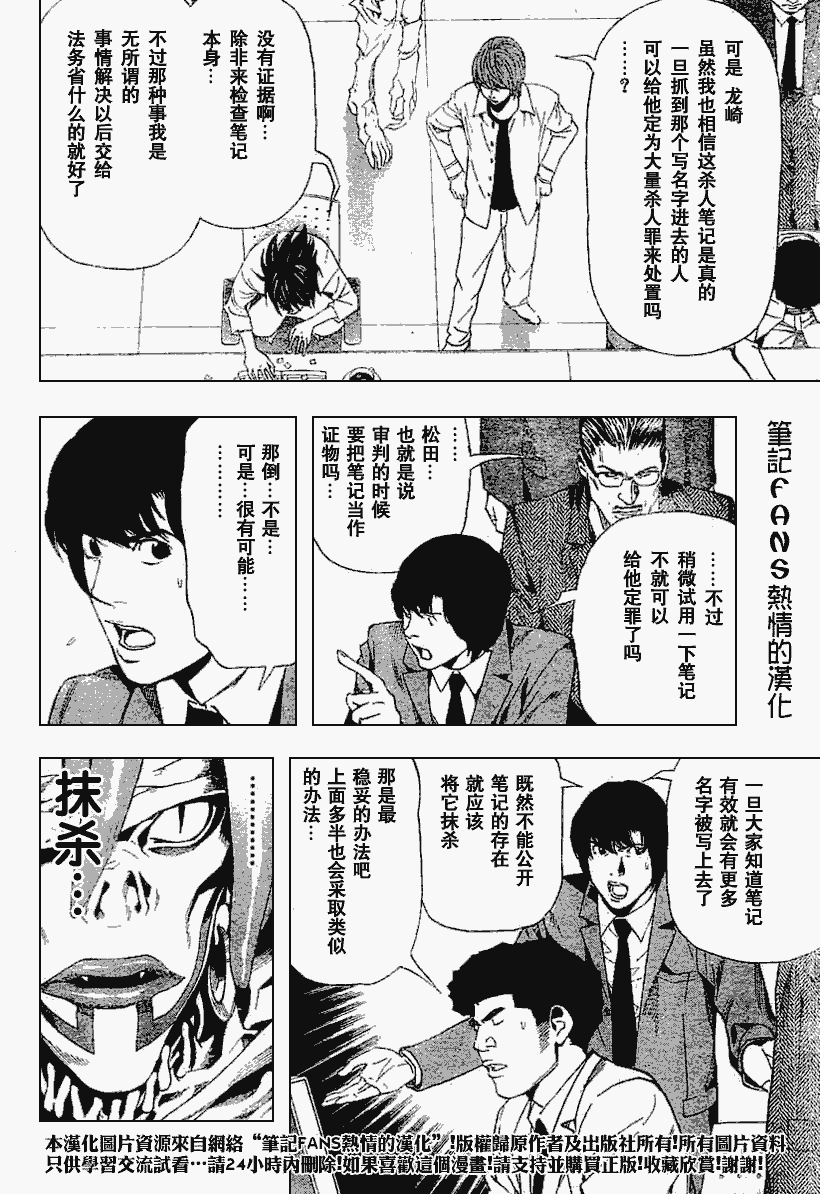 可是 龙崎
虽然我也相信这杀人笔记是真的
一旦抓到那个写名字进去的人
可以给他定为大量杀人罪来处置吗
……？
没有证据啊…
除非来检查笔记
本身…
不过那种事我是
无所谓的
事情解决以后交给
法务省什么的就好了
筆記FANS熱情的漢化
……
松田…
也就是说
审判的时候
要把笔记当作
证物吗…
……不过
稍微试用一下笔记
不就可以
给他定罪了吗
那倒…不是…
可是…很有可能……
…………
一旦大家知道笔记
有效就会有更多
名字被写上去了
既然不能公开
笔记的存在
就应该
将它抹杀
那是最
稳妥的办法吧
上面多半也会采取类似
的办法…
…………
抹杀…
本漢化圖片資源來自網絡“筆記FANS熱情的漢化”!版權歸原作者及出版社所有!所有圖片資料
只供學習交流試看…請24小時內刪除!如果喜歡這個漫畫!請支持並購買正版!收藏欣賞!謝謝!